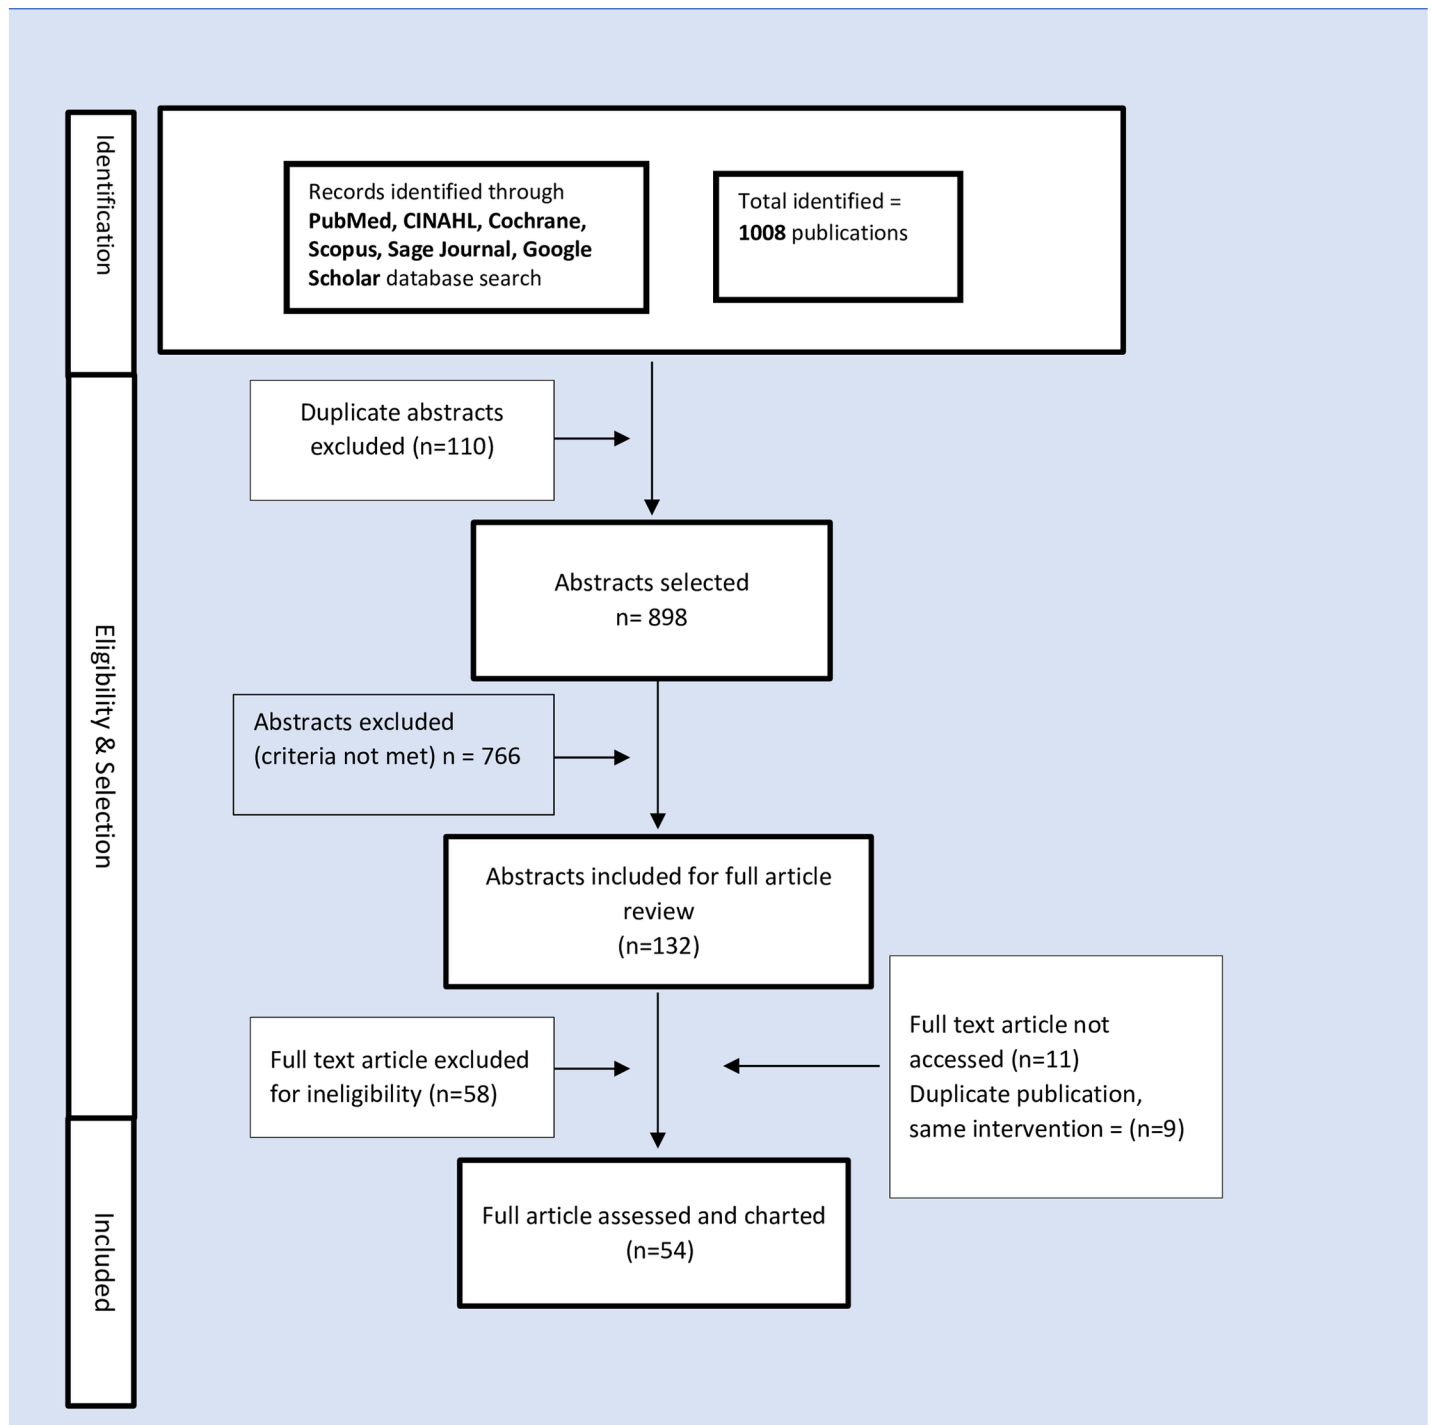 Identification
Records identified through
PubMed, CINAHL, Cochrane,
Scopus, Sage Journal, Google
Scholar database search
Total identified =
1008 publications
Duplicate abstracts
excluded (n=110)
Abstracts selected
n= 898
Eligibility & Selection
Abstracts excluded
(criteria not met) n = 766
Abstracts included for full article
review
(n=132)
Full text article excluded
for ineligibility (n=58)
Full text article not
accessed (n=11)
Duplicate publication,
same intervention = (n=9)
Included
Full article assessed and charted
(n=54)